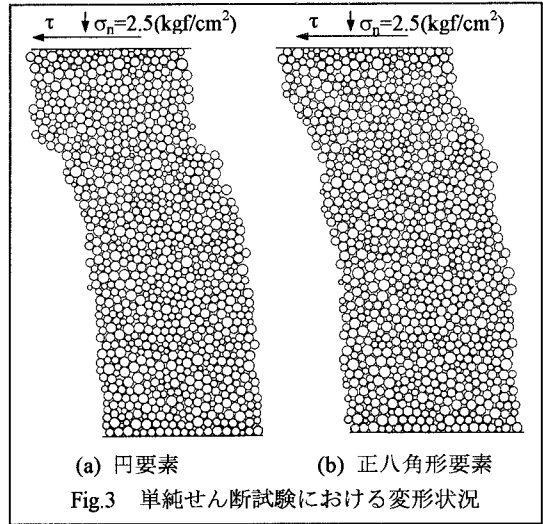 τ ↓σn=2.5(kgf/cm²) τ ↓σn=2.5(kgf/cm²)
(a) 円要素 (b) 正八角形要素
Fig.3 単純せん断試験における変形状況